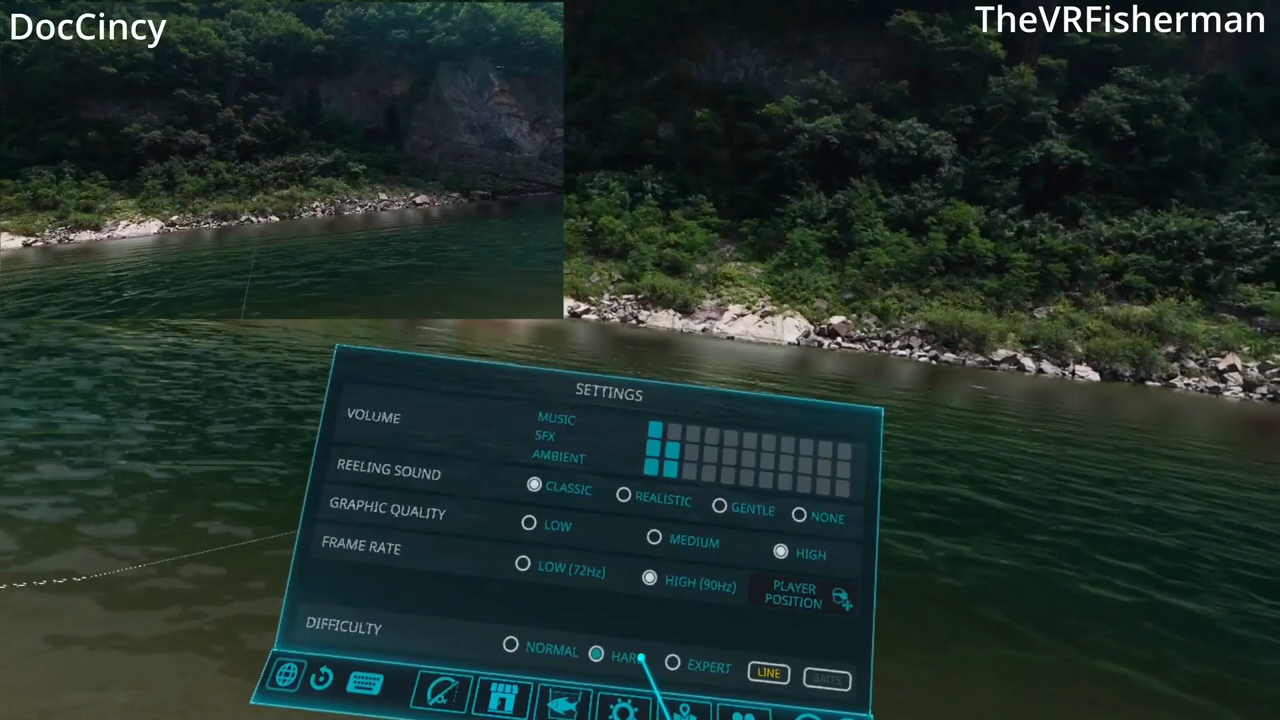 DocCincy
TheVRFisherman
SETTINGS
VOLUME
MUSIC
SFX
AMBIENT
REELING SOUND
CLASSIC
REALISTIC
GENTLE
NONE
GRAPHIC QUALITY
LOW
MEDIUM
HIGH
FRAME RATE
LOW (72Hz)
HIGH (90Hz)
PLAYER
POSITION
DIFFICULTY
NORMAL
HARD
EXPERT
LINE
BAITS